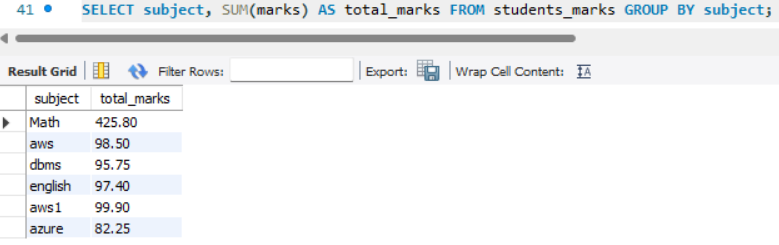 41 SELECT subject, SUM(marks) AS total_marks FROM students_marks GROUP BY subject;
Result Grid Filter Rows: Export: Wrap Cell Content: IA
subject total_marks
Math 425.80
aws 98.50
dbms 95.75
english 97.40
aws1 99.90
azure 82.25